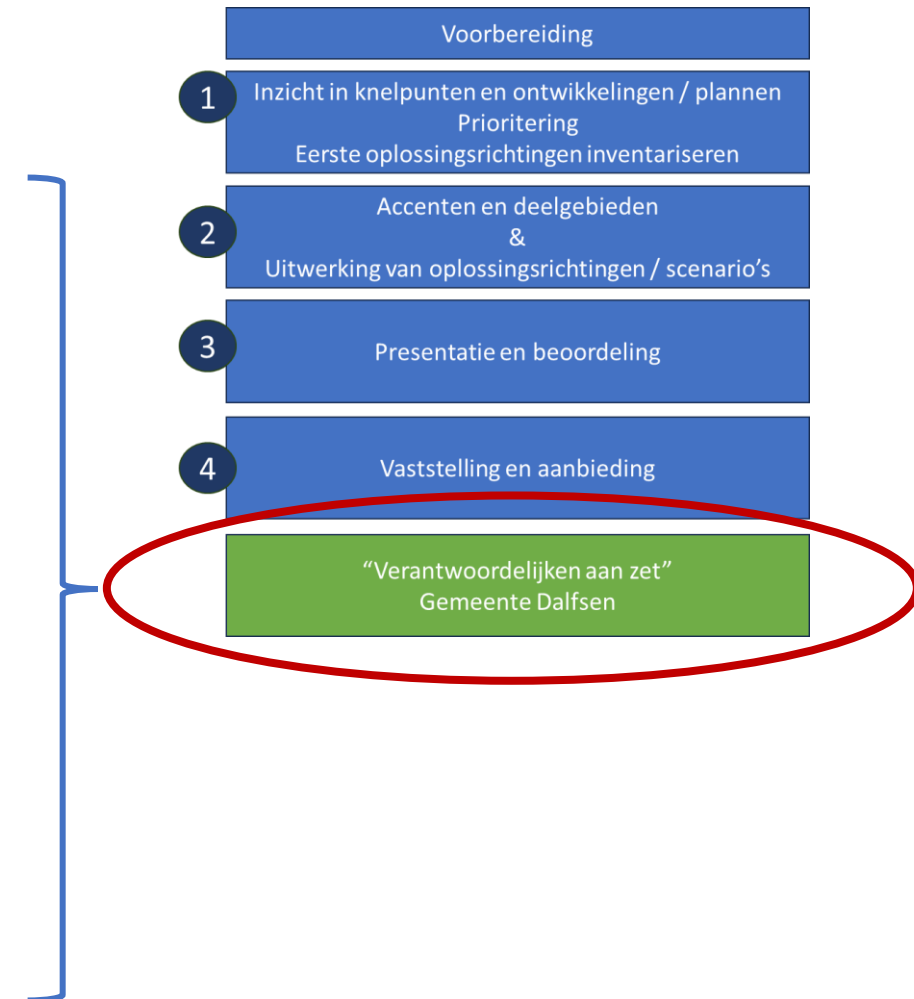 Voorbereiding
1
Inzicht in knelpunten en ontwikkelingen / plannen
Prioritering
Eerste oplossingsrichtingen inventariseren
2
Accenten en deelgebieden
&
Uitwerking van oplossingsrichtingen / scenario’s
3
Presentatie en beoordeling
4
Vaststelling en aanbieding
“Verantwoordelijken aan zet”
Gemeente Dalfsen